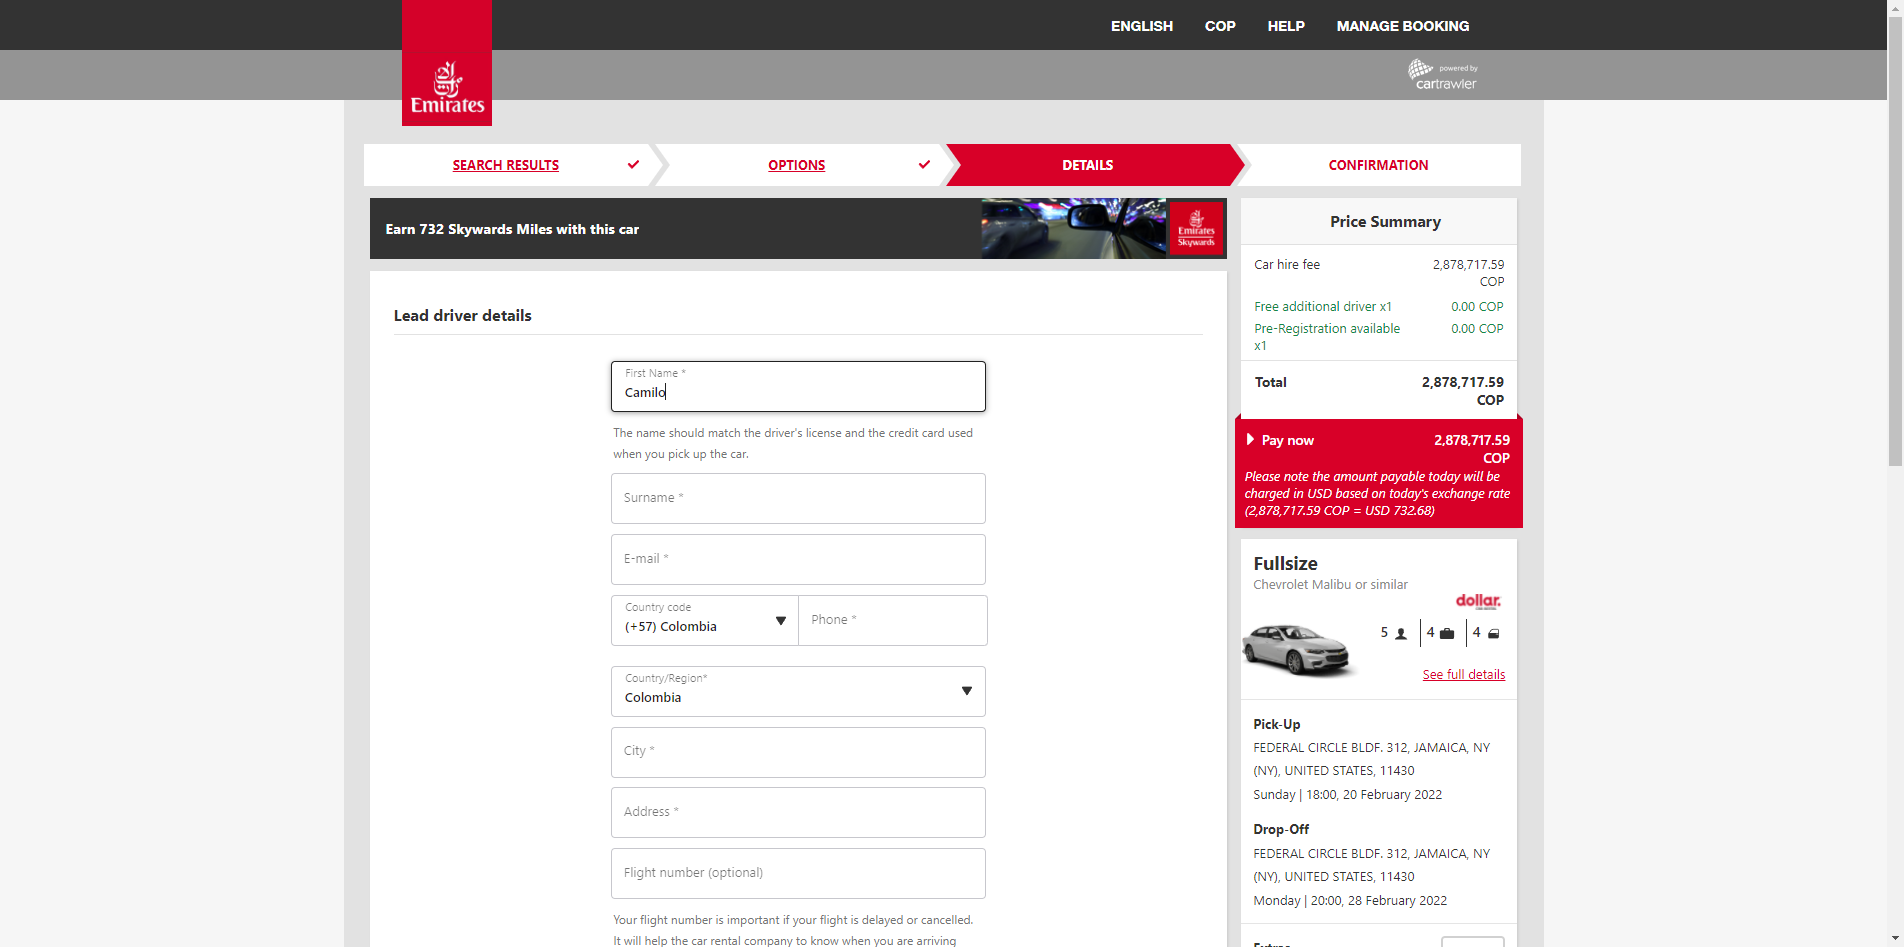 ENGLISH COP HELP MANAGE BOOKING
Emirates
powered by
cartrawler
SEARCH RESULTS OPTIONS DETAILS CONFIRMATION
Earn 732 Skywards Miles with this car
Emirates
Skywards
Lead driver details
First Name *
Camilo
The name should match the driver's license and the credit card used
when you pick up the car.
Surname *
E-mail *
Country code
(+57) Colombia
Phone *
Country/Region*
Colombia
City *
Address *
Flight number (optional)
Your flight number is important if your flight is delayed or cancelled.
It will help the car rental company to know when you are arriving
Price Summary
Car hire fee 2,878,717.59
COP
Free additional driver x1 0.00 COP
Pre-Registration available 0.00 COP
x1
Total 2,878,717.59
COP
Pay now 2,878,717.59
COP
Please note the amount payable today will be
charged in USD based on today's exchange rate
(2,878,717.59 COP = USD 732.68)
Fullsize
Chevrolet Malibu or similar
dollar.
5 4 4
See full details
Pick-Up
FEDERAL CIRCLE BLDF. 312, JAMAICA, NY
(NY), UNITED STATES, 11430
Sunday | 18:00, 20 February 2022
Drop-Off
FEDERAL CIRCLE BLDF. 312, JAMAICA, NY
(NY), UNITED STATES, 11430
Monday | 20:00, 28 February 2022